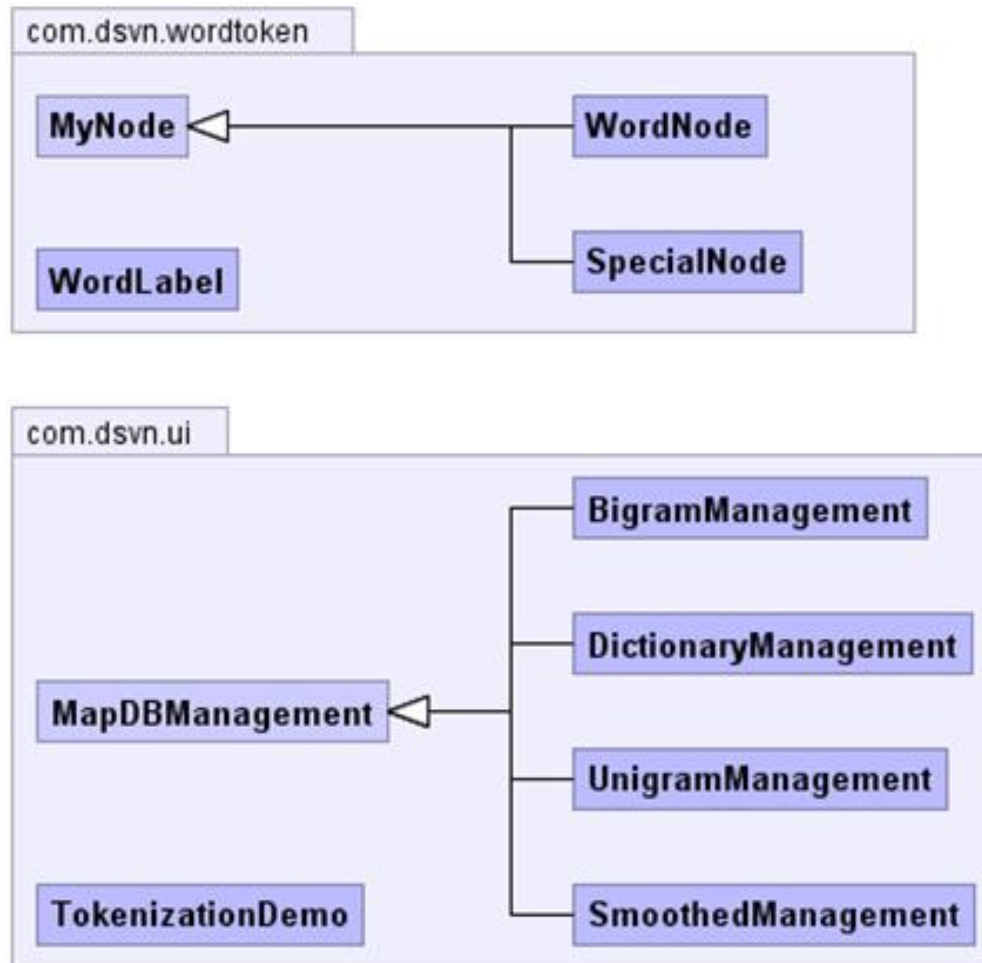 com.dsvn.wordtoken
MyNode
WordNode
SpecialNode
WordLabel
com.dsvn.ui
BigramManagement
DictionaryManagement
MapDBManagement
UnigramManagement
TokenizationDemo
SmoothedManagement